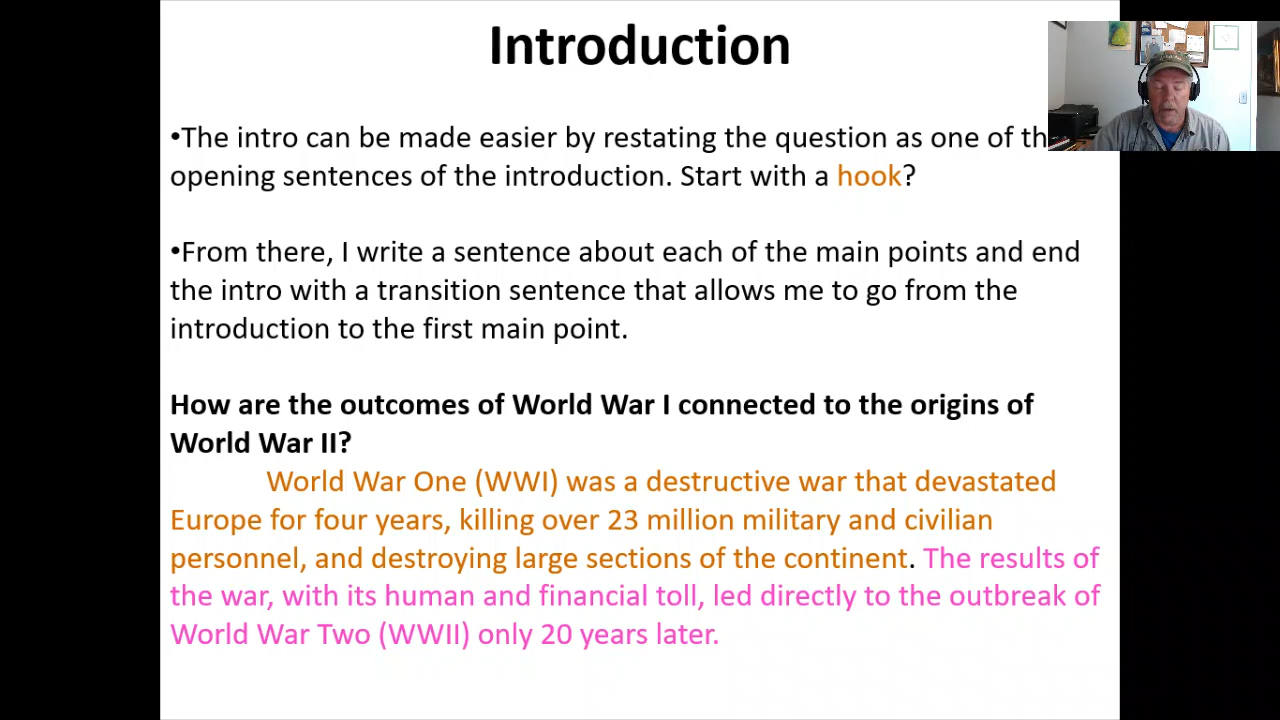 Introduction
•The intro can be made easier by restating the question as one of th
opening sentences of the introduction. Start with a hook?
•From there, I write a sentence about each of the main points and end
the intro with a transition sentence that allows me to go from the
introduction to the first main point.
How are the outcomes of World War I connected to the origins of
World War II?
World War One (WWI) was a destructive war that devastated
Europe for four years, killing over 23 million military and civilian
personnel, and destroying large sections of the continent. The results of
the war, with its human and financial toll, led directly to the outbreak of
World War Two (WWII) only 20 years later.